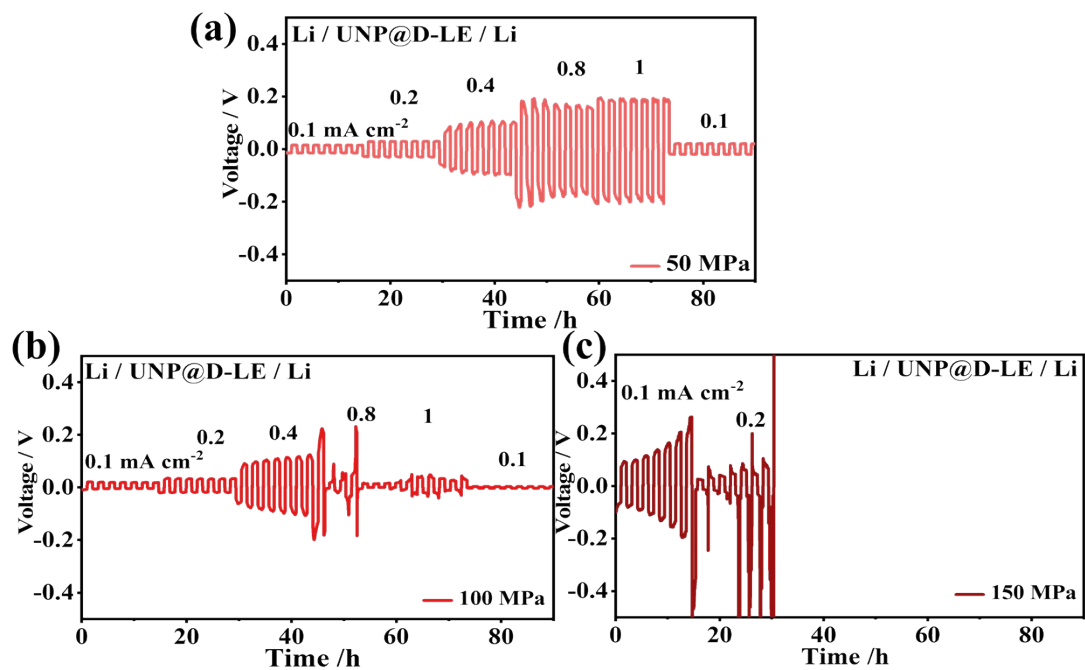 (a)
Li / UNP@D-LE / Li
0.1 mA cm⁻²
0.2
0.4
0.8
1
0.1
Voltage / V
0.4
0.2
0.0
-0.2
-0.4
50 MPa
0 20 40 60 80
Time /h
(b)
Li / UNP@D-LE / Li
0.1 mA cm⁻²
0.2
0.4
0.8
1
0.1
Voltage / V
0.4
0.2
0.0
-0.2
-0.4
100 MPa
0 20 40 60 80
Time /h
(c)
Li / UNP@D-LE / Li
0.1 mA cm⁻²
0.2
Voltage / V
0.4
0.2
0.0
-0.2
-0.4
150 MPa
0 20 40 60 80
Time /h